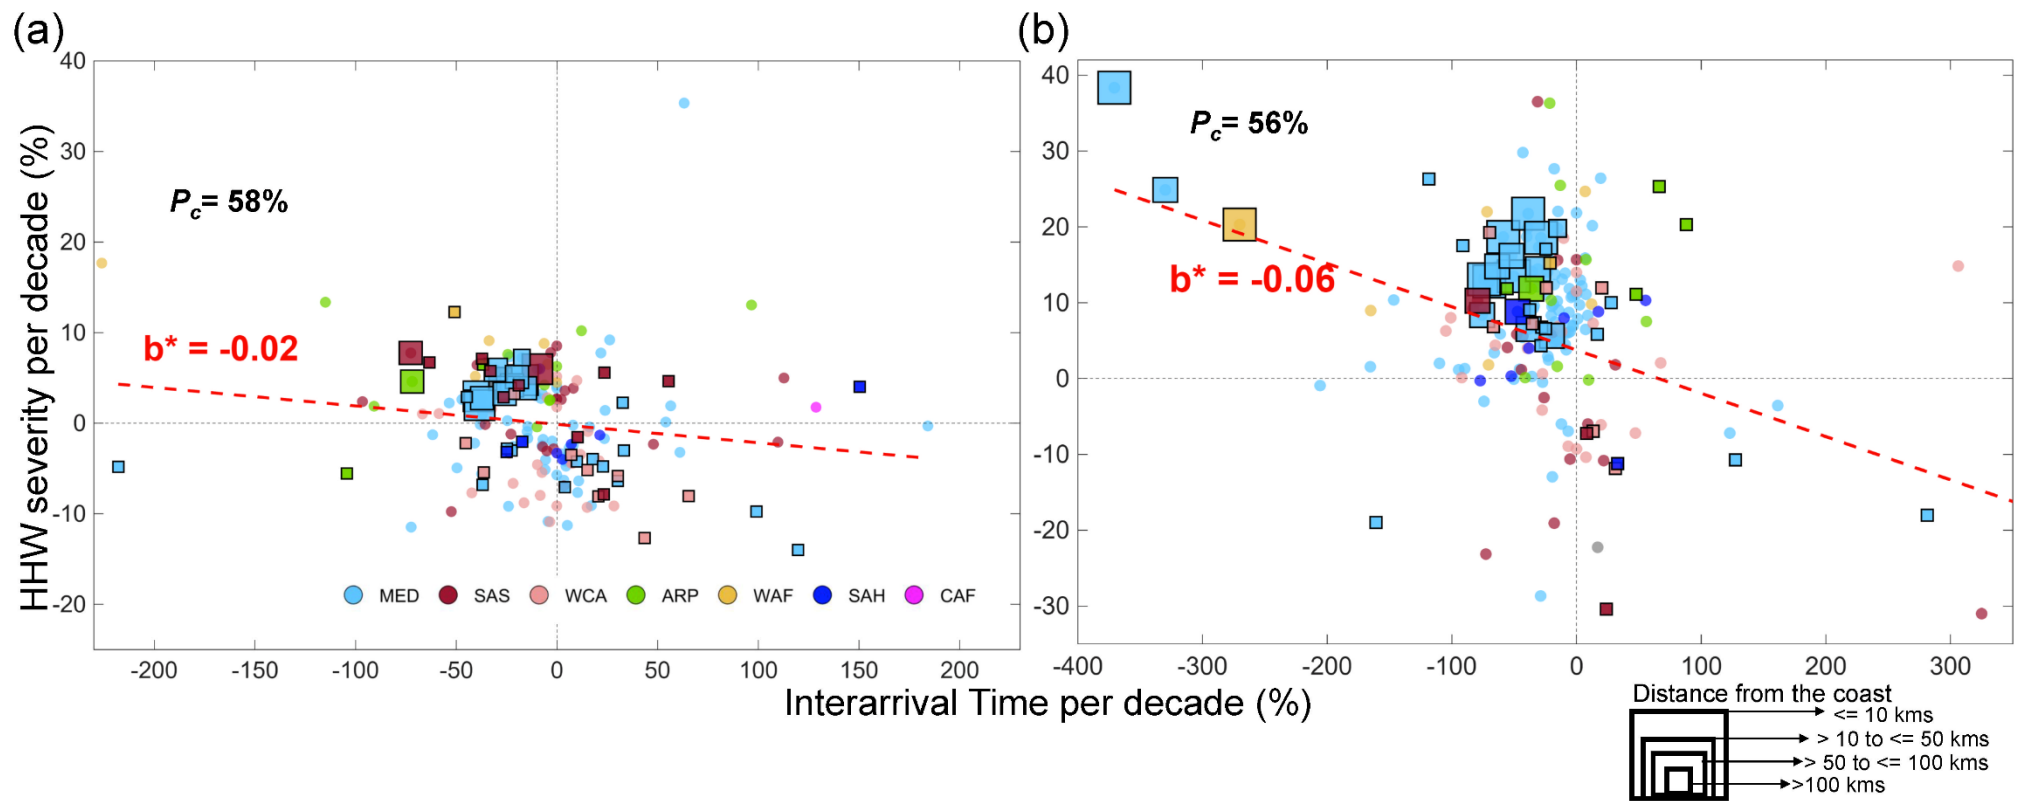 (a)
(b)
HHW severity per decade (%)
40
30
20
10
0
-10
-20
-200
-150
-100
-50
0
50
100
150
200
Pc= 58%
b* = -0.02
MED SAS WCA ARP WAF SAH CAF
40
30
20
10
0
-10
-20
-30
-400
-300
-200
-100
0
100
200
300
Pc= 56%
b* = -0.06
Interarrival Time per decade (%)
Distance from the coast
<= 10 kms
> 10 to <= 50 kms
> 50 to <= 100 kms
>100 kms